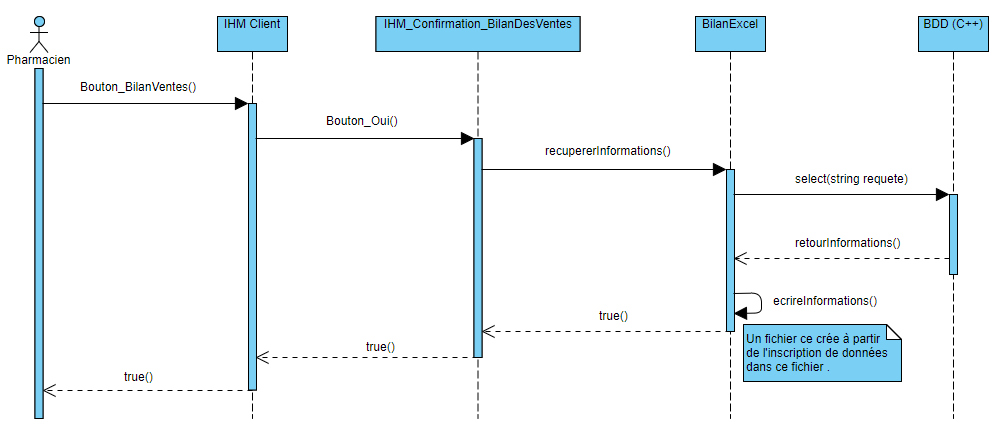 IHM Client
IHM_Confirmation_BilanDesVentes
BilanExcel
BDD (C++)
Pharmacien
Bouton_BilanVentes()
Bouton_Oui()
recupererInformations()
select(string requete)
retourInformations()
ecrireInformations()
true()
Un fichier ce crée à partir
de l'inscription de données
dans ce fichier .
true()
true()